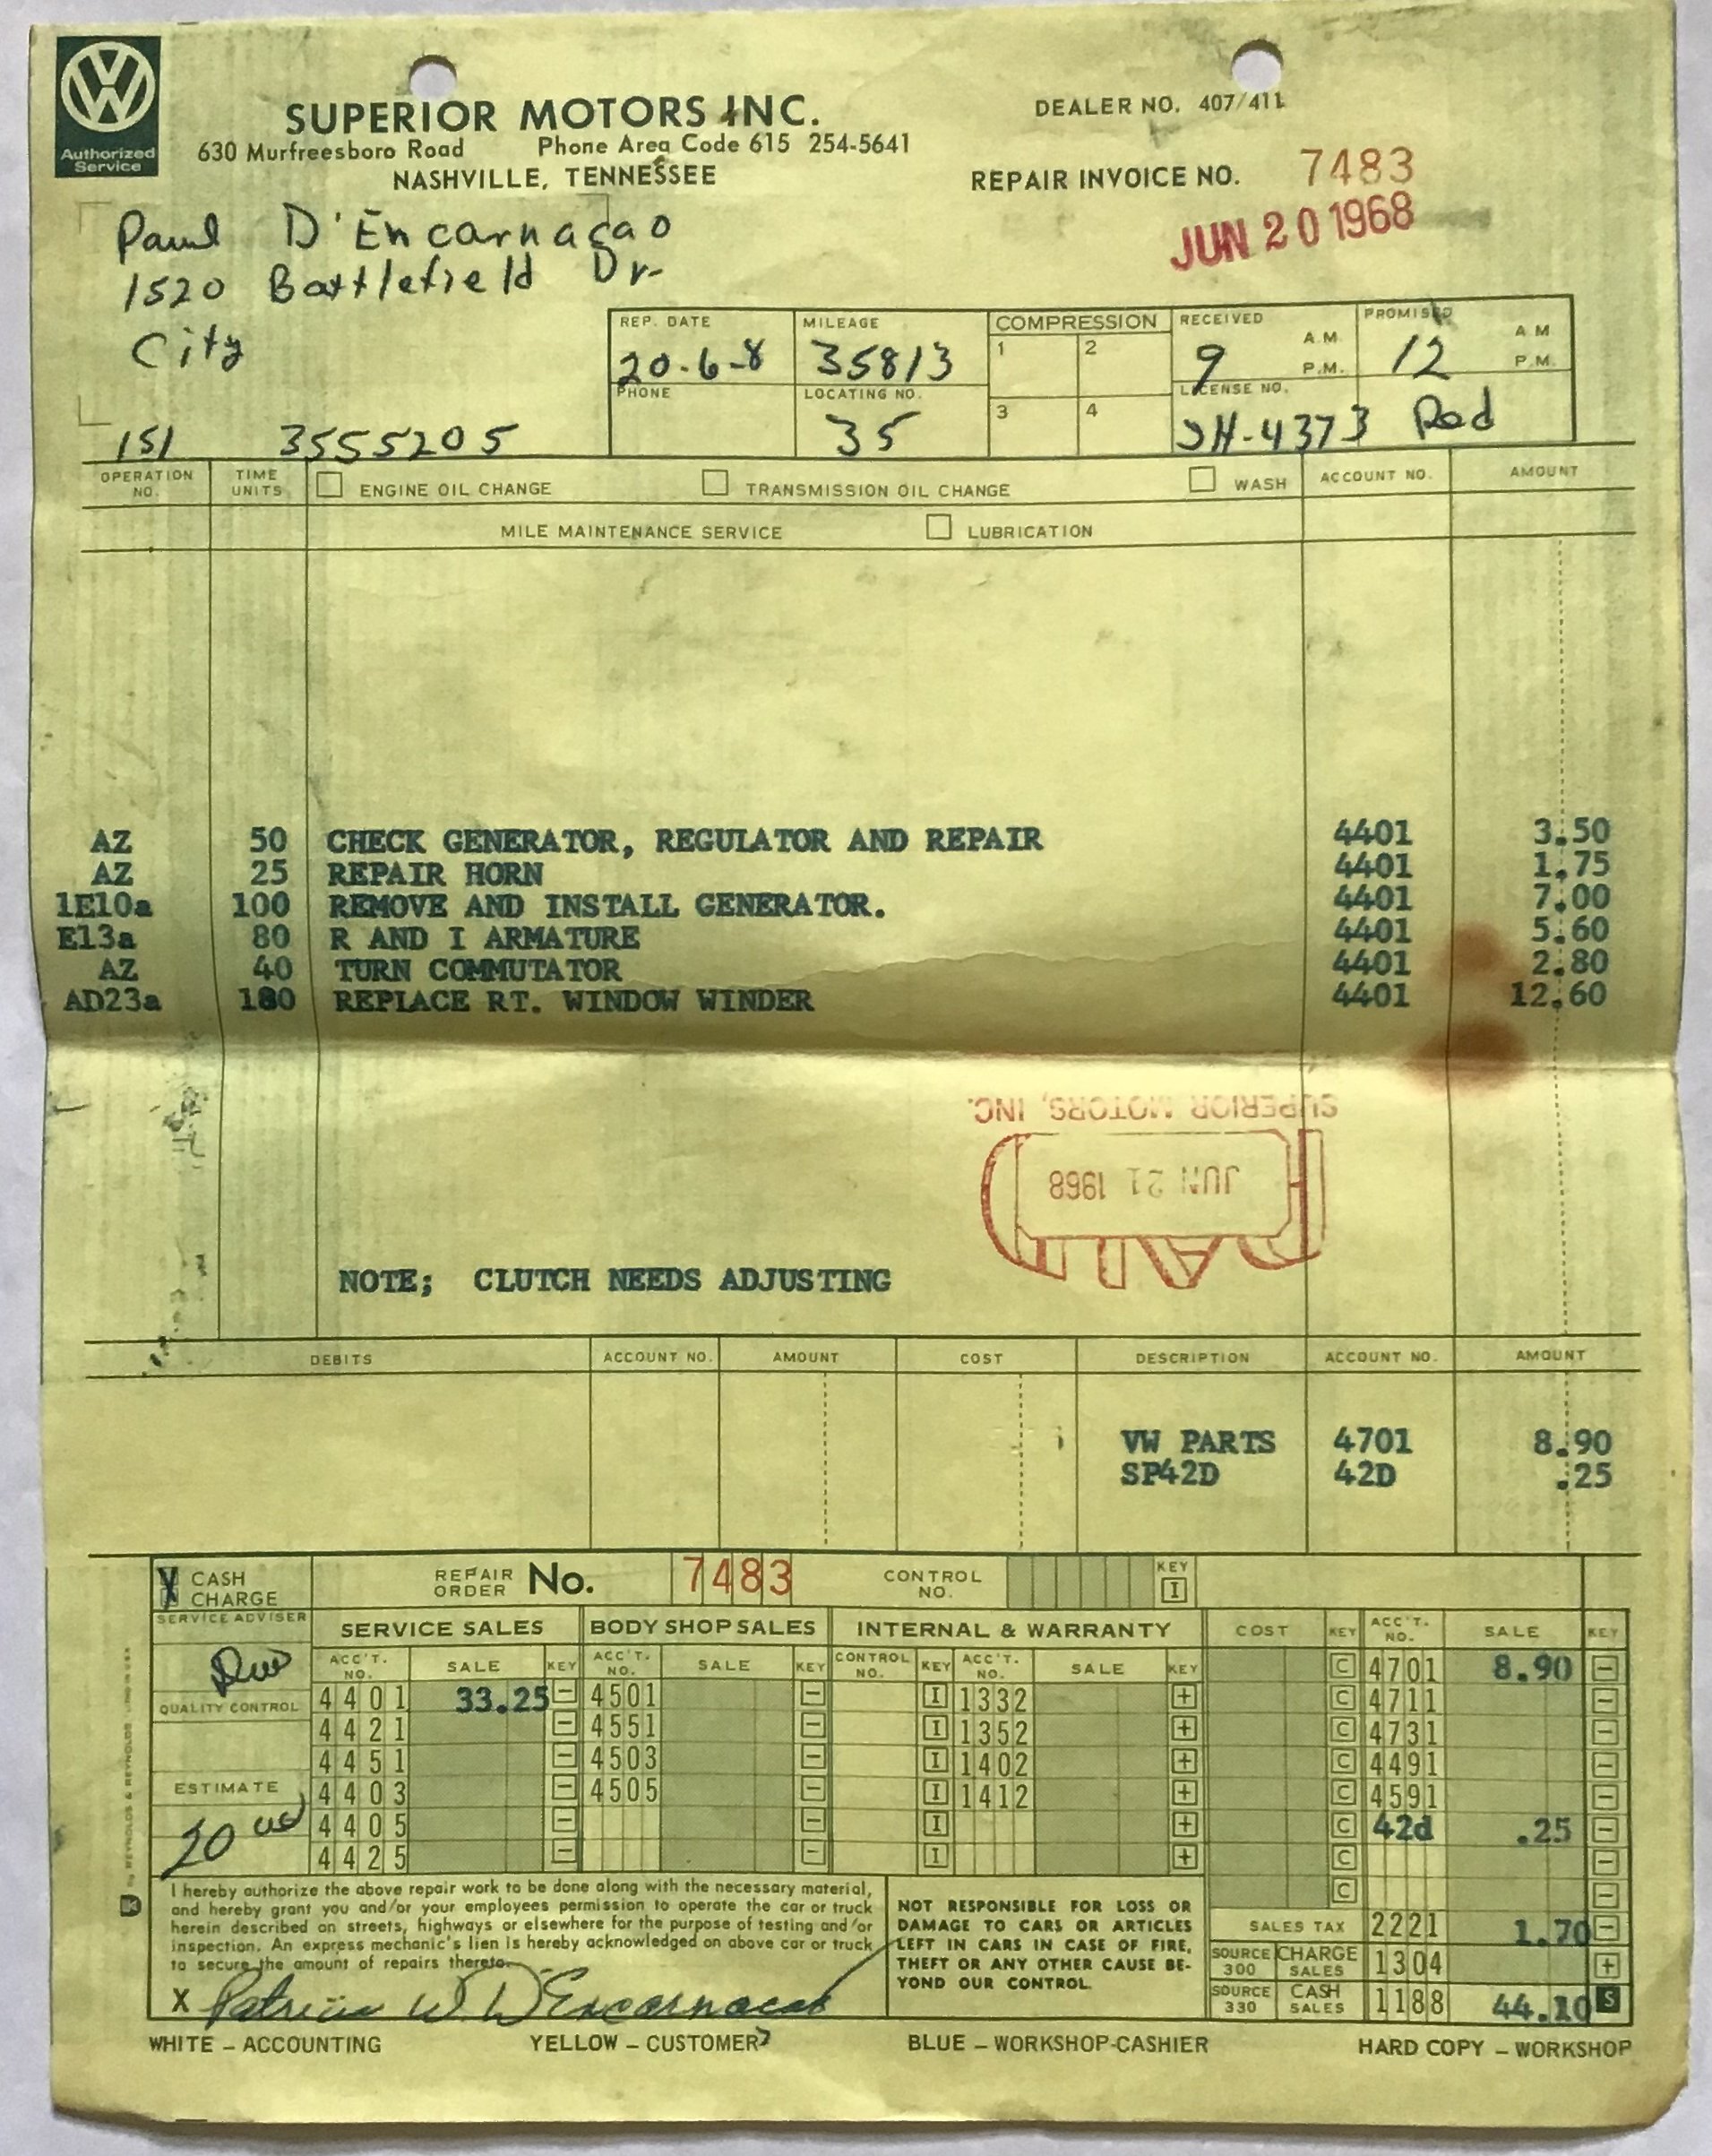 VW
Authorized
Service
SUPERIOR MOTORS INC.
630 Murfreesboro Road Phone Area Code 615 254-5641
NASHVILLE, TENNESSEE
DEALER NO. 407/411
REPAIR INVOICE NO. 7483
JUN 20 1968
Paul D'Encarnaçao
1520 Battlefield Dr-
City
151 3555205
REP. DATE MILEAGE COMPRESSION RECEIVED PROMISED
20-6-8 35813 1 2 9 A.M. P.M. 12 A M P.M.
PHONE LOCATING NO. 3 4 LICENSE NO.
35 JH-4373 Red
OPERATION NO. TIME UNITS ENGINE OIL CHANGE TRANSMISSION OIL CHANGE WASH ACCOUNT NO. AMOUNT
MILE MAINTENANCE SERVICE LUBRICATION
AZ 50 CHECK GENERATOR, REGULATOR AND REPAIR 4401 3.50
AZ 25 REPAIR HORN 4401 1.75
1E10a 100 REMOVE AND INSTALL GENERATOR. 4401 7.00
E13a 80 R AND I ARMATURE 4401 5.60
AZ 40 TURN COMMUTATOR 4401 2.80
AD23a 180 REPLACE RT. WINDOW WINDER 4401 12.60
SUPERIOR MOTORS, INC.
JUN 21 1968
PAID
NOTE; CLUTCH NEEDS ADJUSTING
DEBITS ACCOUNT NO. AMOUNT COST DESCRIPTION ACCOUNT NO. AMOUNT
VW PARTS 4701 8.90
SP42D 42D .25
CASH
CHARGE
REPAIR ORDER No. 7483 CONTROL NO. KEY I
SERVICE ADVISER SERVICE SALES BODY SHOP SALES INTERNAL & WARRANTY COST KEY ACC'T. NO. SALE KEY
ACC'T. NO. SALE KEY ACC'T. NO. SALE KEY CONTROL NO. KEY ACC'T. NO. SALE KEY C 4701 8.90 −
QUALITY CONTROL 4401 33.25 − 4501 − I 1332 + C 4711 −
4421 − 4551 − I 1352 + C 4731 −
4451 − 4503 − I 1402 + C 4491 −
ESTIMATE 4403 − 4505 − I 1412 + C 4591 −
20 00 4405 − − I + C 42d .25 −
4425 − − I + C −
C −
I hereby authorize the above repair work to be done along with the necessary material,
and hereby grant you and/or your employees permission to operate the car or truck
herein described on streets, highways or elsewhere for the purpose of testing and/or
inspection. An express mechanic's lien is hereby acknowledged on above car or truck
to secure the amount of repairs thereto.
X Patricia W. D'Encarnacao
NOT RESPONSIBLE FOR LOSS OR
DAMAGE TO CARS OR ARTICLES
LEFT IN CARS IN CASE OF FIRE,
THEFT OR ANY OTHER CAUSE BE-
YOND OUR CONTROL.
SALES TAX 2221 1.70 −
SOURCE 300 CHARGE SALES 1304 +
SOURCE 330 CASH SALES 1188 44.10 S
WHITE – ACCOUNTING YELLOW – CUSTOMER BLUE – WORKSHOP-CASHIER HARD COPY – WORKSHOP